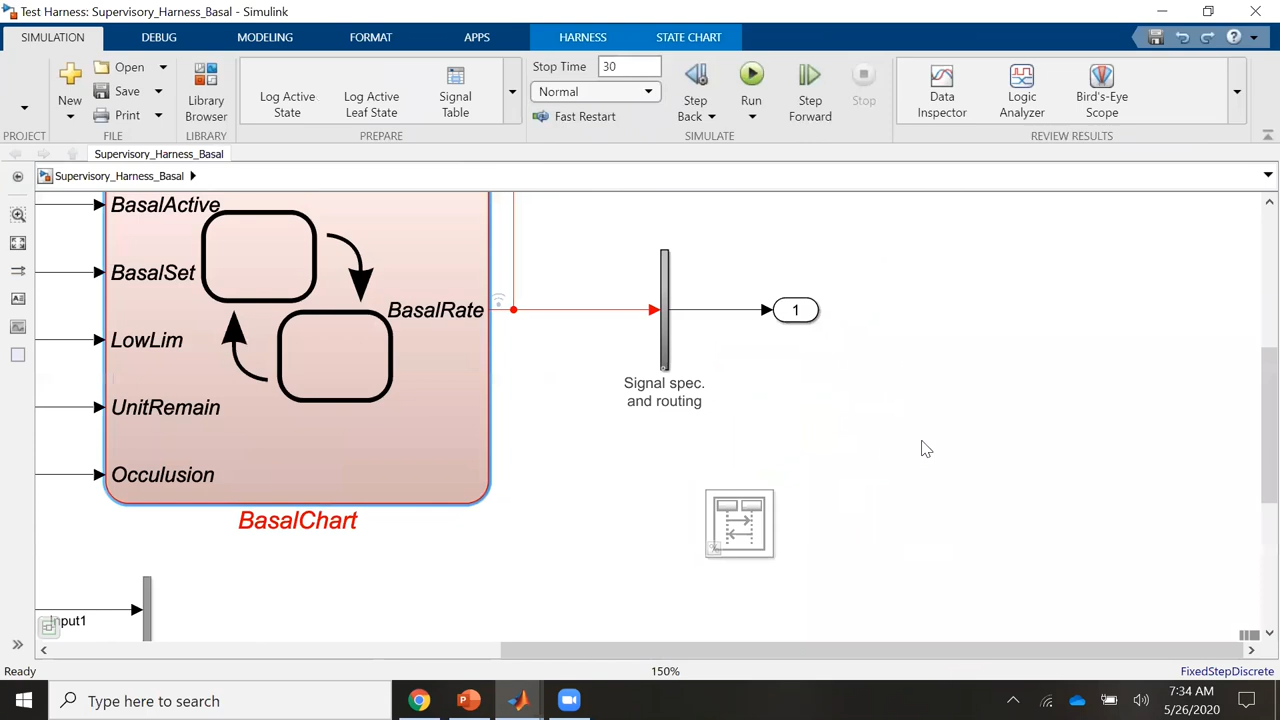 Test Harness: Supervisory_Harness_Basal - Simulink
SIMULATION
DEBUG
MODELING
FORMAT
APPS
HARNESS
STATE CHART
New
Open
Save
Print
Library
Browser
Log Active
State
Log Active
Leaf State
Signal
Table
Stop Time
30
Normal
Fast Restart
Step
Back
Run
Step
Forward
Stop
Data
Inspector
Logic
Analyzer
Bird's-Eye
Scope
PROJECT
FILE
LIBRARY
PREPARE
SIMULATE
REVIEW RESULTS
Supervisory_Harness_Basal
Supervisory_Harness_Basal
BasalActive
BasalSet
LowLim
UnitRemain
Occulusion
BasalRate
BasalChart
1
Signal spec.
and routing
Input1
Ready
150%
FixedStepDiscrete
Type here to search
7:34 AM
5/26/2020